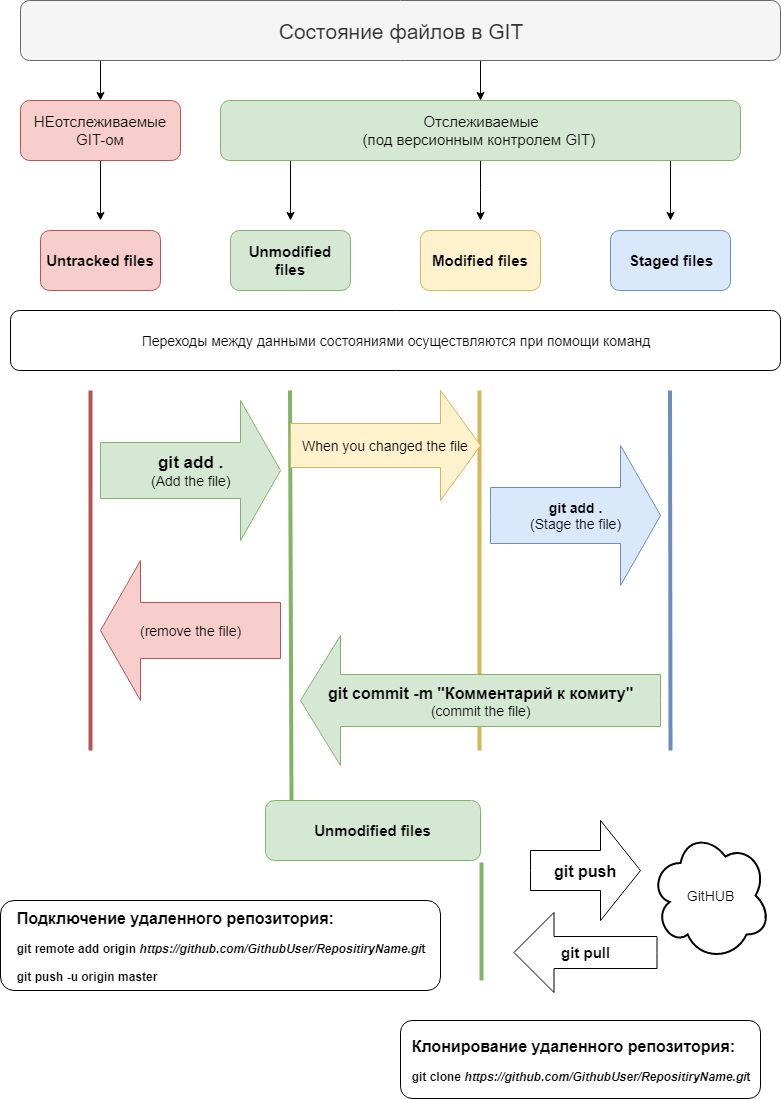 Состояние файлов в GIT
НЕотслеживаемые
GIT-ом
Отслеживаемые
(под версионным контролем GIT)
Untracked files
Unmodified
files
Modified files
Staged files
Переходы между данными состояниями осуществляются при помощи команд
git add .
(Add the file)
When you changed the file
git add .
(Stage the file)
(remove the file)
git commit -m "Комментарий к комиту"
(commit the file)
Unmodified files
git push
GitHUB
git pull
Подключение удаленного репозитория:
git remote add origin https://github.com/GithubUser/RepositiryName.git
git push -u origin master
Клонирование удаленного репозитория:
git clone https://github.com/GithubUser/RepositiryName.git